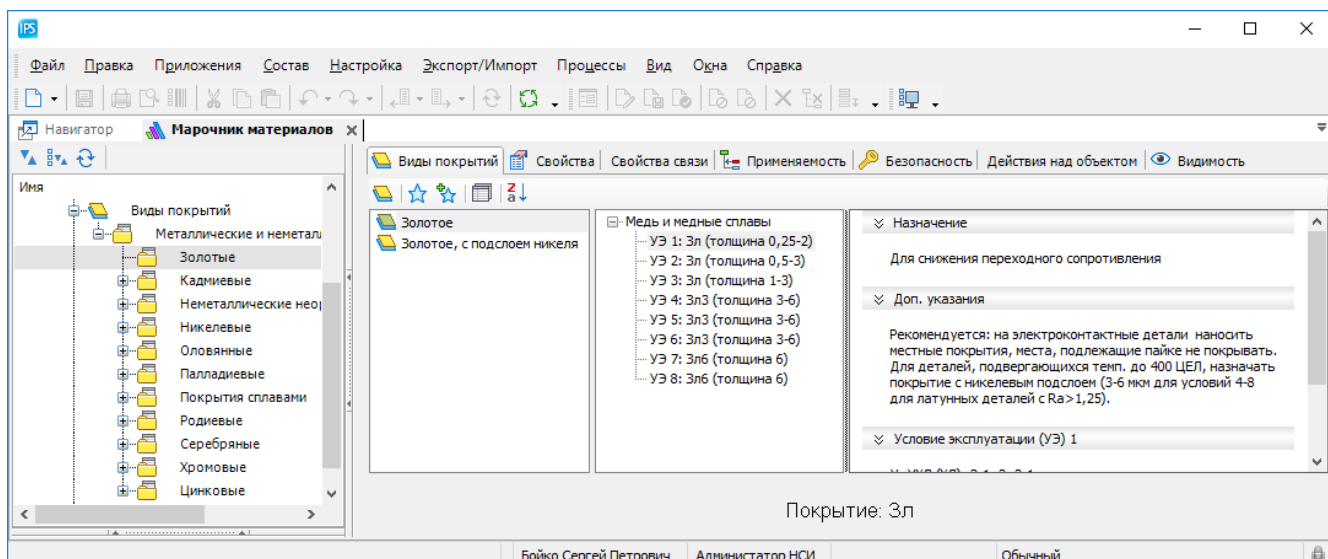 IPS
Файл Правка Приложения Состав Настройка Экспорт/Импорт Процессы Вид Окна Справка
Навигатор Марочник материалов
Виды покрытий Свойства Свойства связи Применяемость Безопасность Действия над объектом Видимость
Имя
Виды покрытий
Металлические и неметал
Золотые
Кадмиевые
Неметаллические неор
Никелевые
Оловянные
Палладиевые
Покрытия сплавами
Родиевые
Серебряные
Хромовые
Цинковые
Золотое
Золотое, с подслоем никеля
Медь и медные сплавы
УЭ 1: Зл (толщина 0,25-2)
УЭ 2: Зл (толщина 0,5-3)
УЭ 3: Зл (толщина 1-3)
УЭ 4: Зл3 (толщина 3-6)
УЭ 5: Зл3 (толщина 3-6)
УЭ 6: Зл3 (толщина 3-6)
УЭ 7: Зл6 (толщина 6)
УЭ 8: Зл6 (толщина 6)
Назначение
Для снижения переходного сопротивления
Доп. указания
Рекомендуется: на электроконтактные детали наносить
местные покрытия, места, подлежащие пайке не покрывать.
Для деталей, подвергающихся темп. до 400 ЦЕЛ, назначать
покрытие с никелевым подслоем (3-6 мкм для условий 4-8
для латунных деталей с Ra>1,25).
Условие эксплуатации (УЭ) 1
Покрытие: Зл
Бойко Сергей Петрович Администатор НСИ Обычный